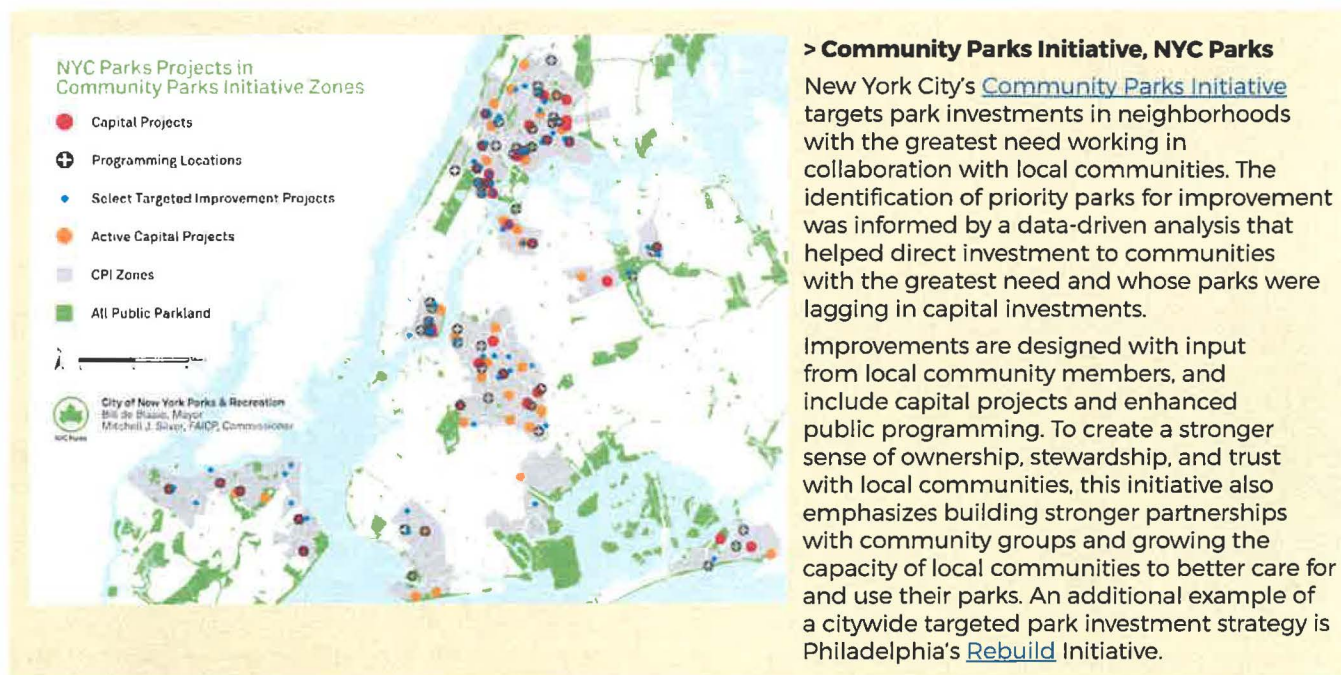 NYC Parks Projects in
Community Parks Initiative Zones
Capital Projects
Programming Locations
Select Targeted Improvement Projects
Active Capital Projects
CPI Zones
All Public Parkland
City of New York Parks & Recreation
Bill de Blasio, Mayor
Mitchell J. Silver, FAICP, Commissioner
NYC Parks
> Community Parks Initiative, NYC Parks
New York City's Community Parks Initiative
targets park investments in neighborhoods
with the greatest need working in
collaboration with local communities. The
identification of priority parks for improvement
was informed by a data-driven analysis that
helped direct investment to communities
with the greatest need and whose parks were
lagging in capital investments.
Improvements are designed with input
from local community members, and
include capital projects and enhanced
public programming. To create a stronger
sense of ownership, stewardship, and trust
with local communities, this initiative also
emphasizes building stronger partnerships
with community groups and growing the
capacity of local communities to better care for
and use their parks. An additional example of
a citywide targeted park investment strategy is
Philadelphia's Rebuild Initiative.